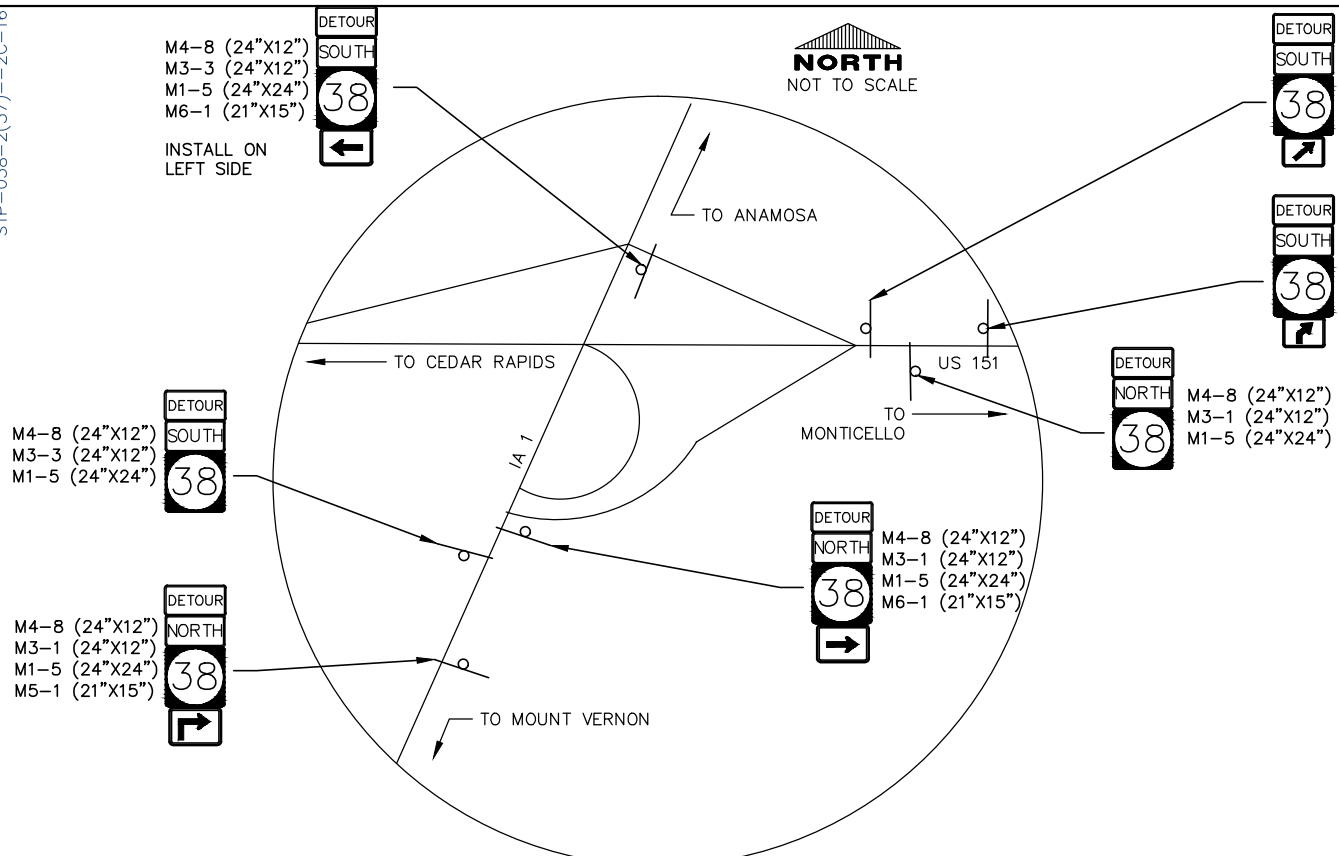 STP-038-2(37)--2C-16
DETOUR
SOUTH
38
M4-8 (24”X12”)
M3-3 (24”X12”)
M1-5 (24”X24”)
M6-1 (21”X15”)
INSTALL ON
LEFT SIDE
NORTH
NOT TO SCALE
DETOUR
SOUTH
38
TO ANAMOSA
DETOUR
SOUTH
38
TO CEDAR RAPIDS
US 151
TO
MONTICELLO
DETOUR
NORTH
38
M4-8 (24”X12”)
M3-1 (24”X12”)
M1-5 (24”X24”)
DETOUR
SOUTH
38
M4-8 (24”X12”)
M3-3 (24”X12”)
M1-5 (24”X24”)
IA 1
DETOUR
NORTH
38
M4-8 (24”X12”)
M3-1 (24”X12”)
M1-5 (24”X24”)
M6-1 (21”X15”)
DETOUR
NORTH
38
M4-8 (24”X12”)
M3-1 (24”X12”)
M1-5 (24”X24”)
M5-1 (21”X15”)
TO MOUNT VERNON